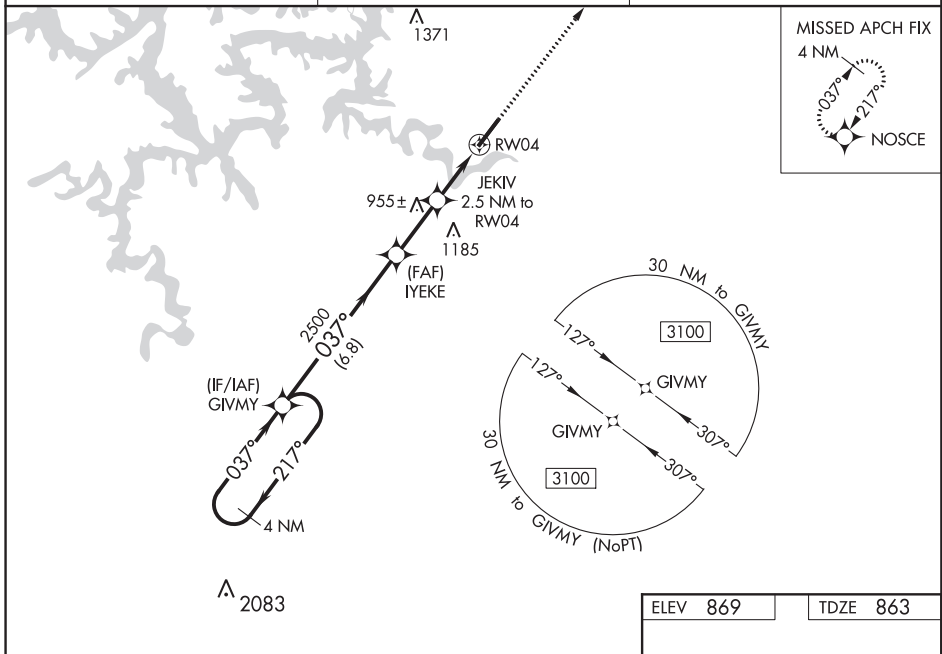 1371
MISSED APCH FIX
4 NM
037°
217°
NOSCE
RW04
JEKIV
2.5 NM to
RW04
955±
1185
(FAF)
IYEKE
2500
037°
(6.8)
(IF/IAF)
GIVMY
037°
217°
4 NM
2083
30 NM to GIVMY
3100
127°
GIVMY
307°
127°
GIVMY
307°
3100
30 NM to GIVMY (NoPT)
ELEV 869
TDZE 863